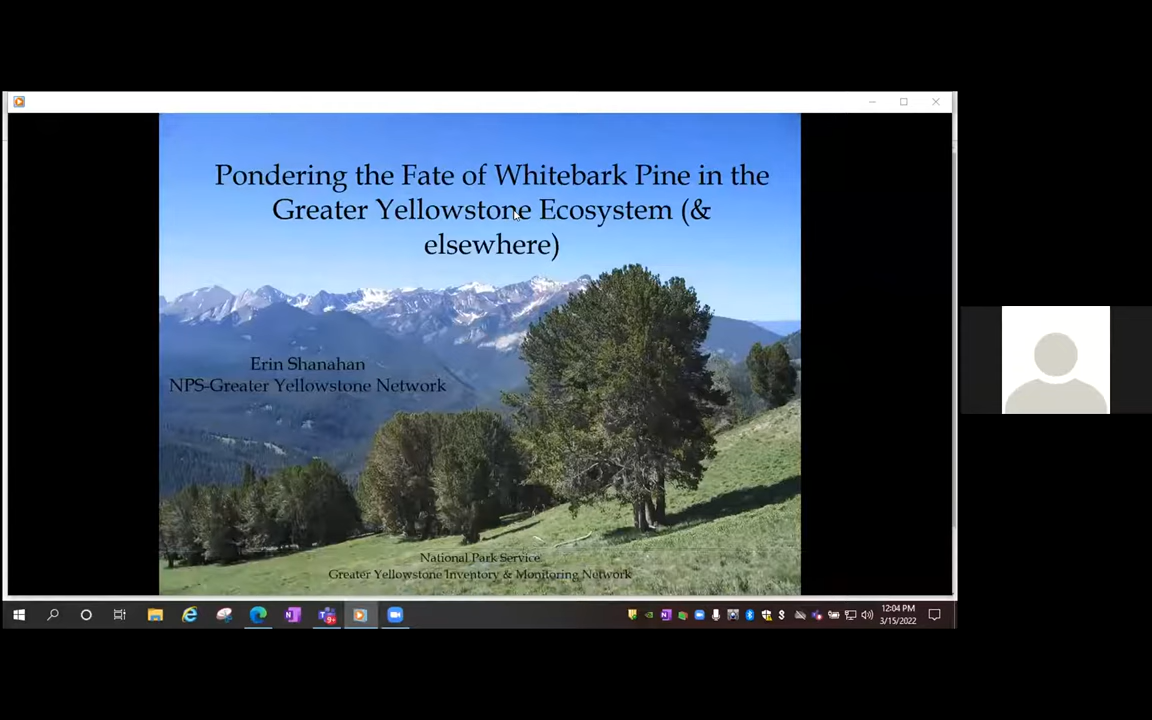 Pondering the Fate of Whitebark Pine in the
Greater Yellowstone Ecosystem (&
elsewhere)
Erin Shanahan
NPS-Greater Yellowstone Network
National Park Service
Greater Yellowstone Inventory & Monitoring Network
12:04 PM
3/15/2022